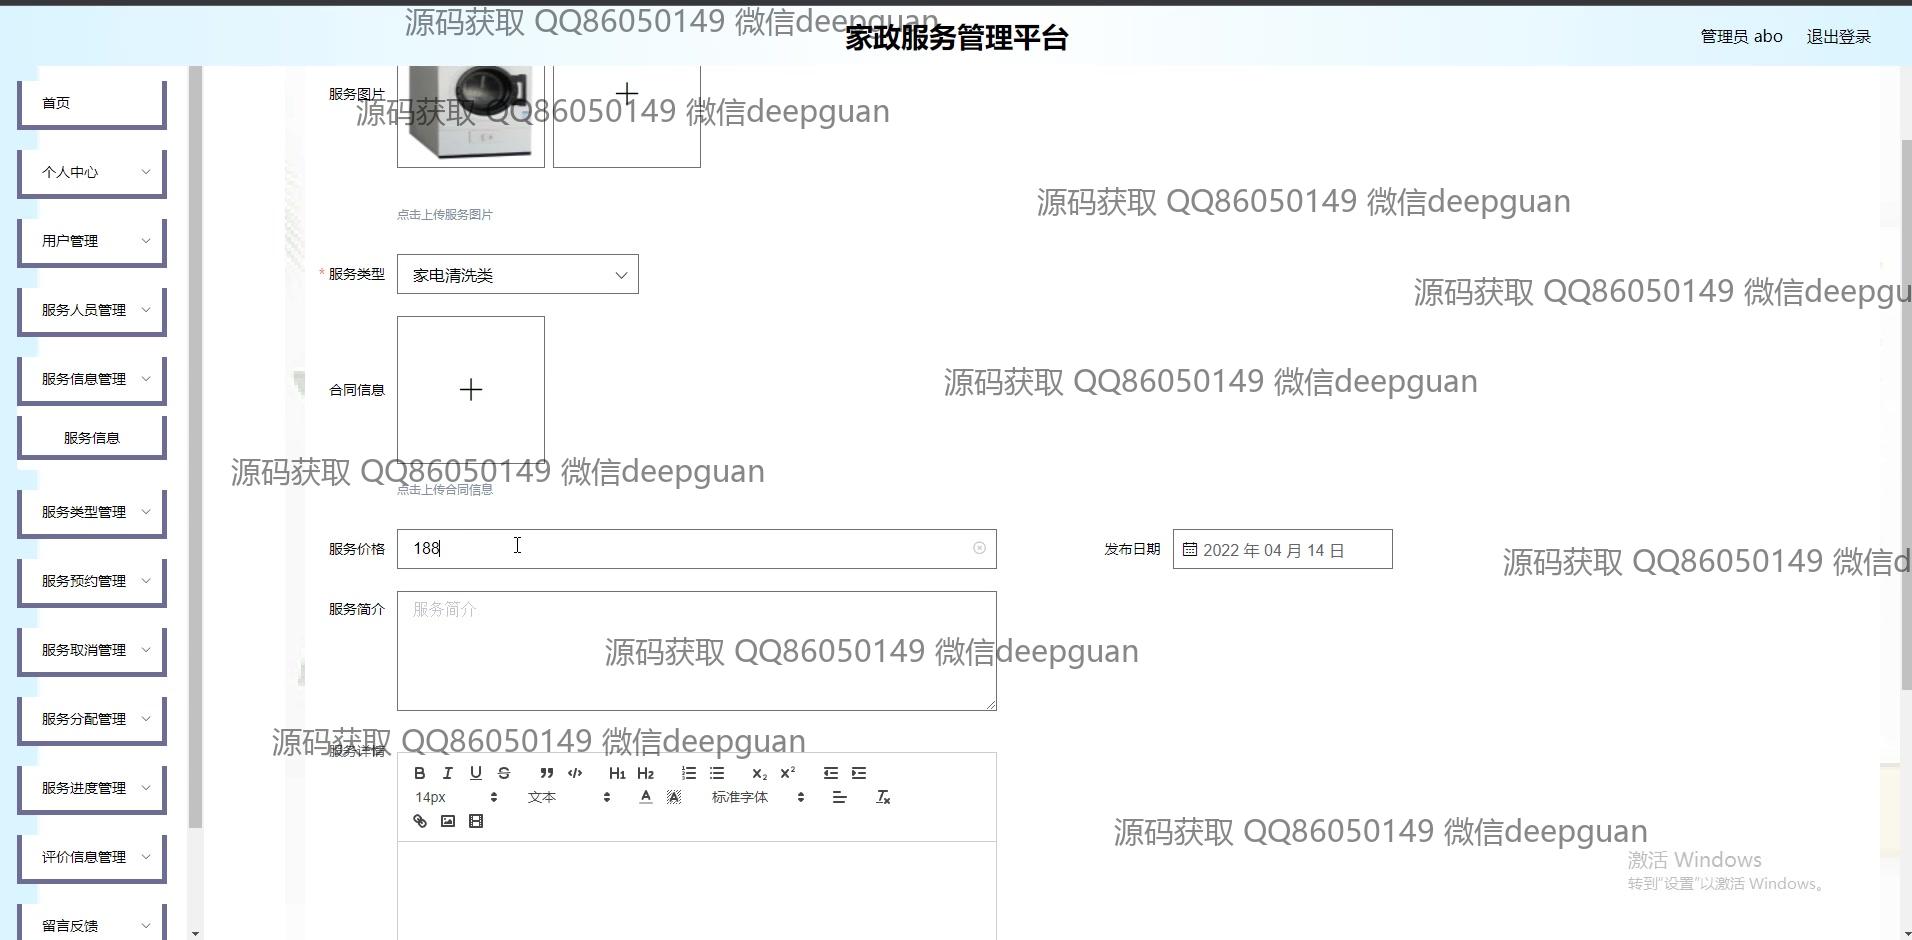 源码获取 QQ86050149 微信deepguan
家政服务管理平台
管理员 abo
退出登录
首页
个人中心
用户管理
服务人员管理
服务信息管理
服务信息
服务类型管理
服务预约管理
服务取消管理
服务分配管理
服务进度管理
评价信息管理
留言反馈
服务图片
源码获取 QQ86050149 微信deepguan
点击上传服务图片
源码获取 QQ86050149 微信deepguan
* 服务类型
家电清洗类
源码获取 QQ86050149 微信deepgu
合同信息
源码获取 QQ86050149 微信deepguan
源码获取 QQ86050149 微信deepguan
点击上传合同信息
服务价格
188
发布日期
2022 年 04 月 14 日
源码获取 QQ86050149 微信d
服务简介
服务简介
源码获取 QQ86050149 微信deepguan
源码获取 QQ86050149 微信deepguan
服务详情
B I U S H1 H2 X2 X2
14px 文本 A A 标准字体 Tx
源码获取 QQ86050149 微信deepguan
激活 Windows
转到"设置"以激活 Windows。